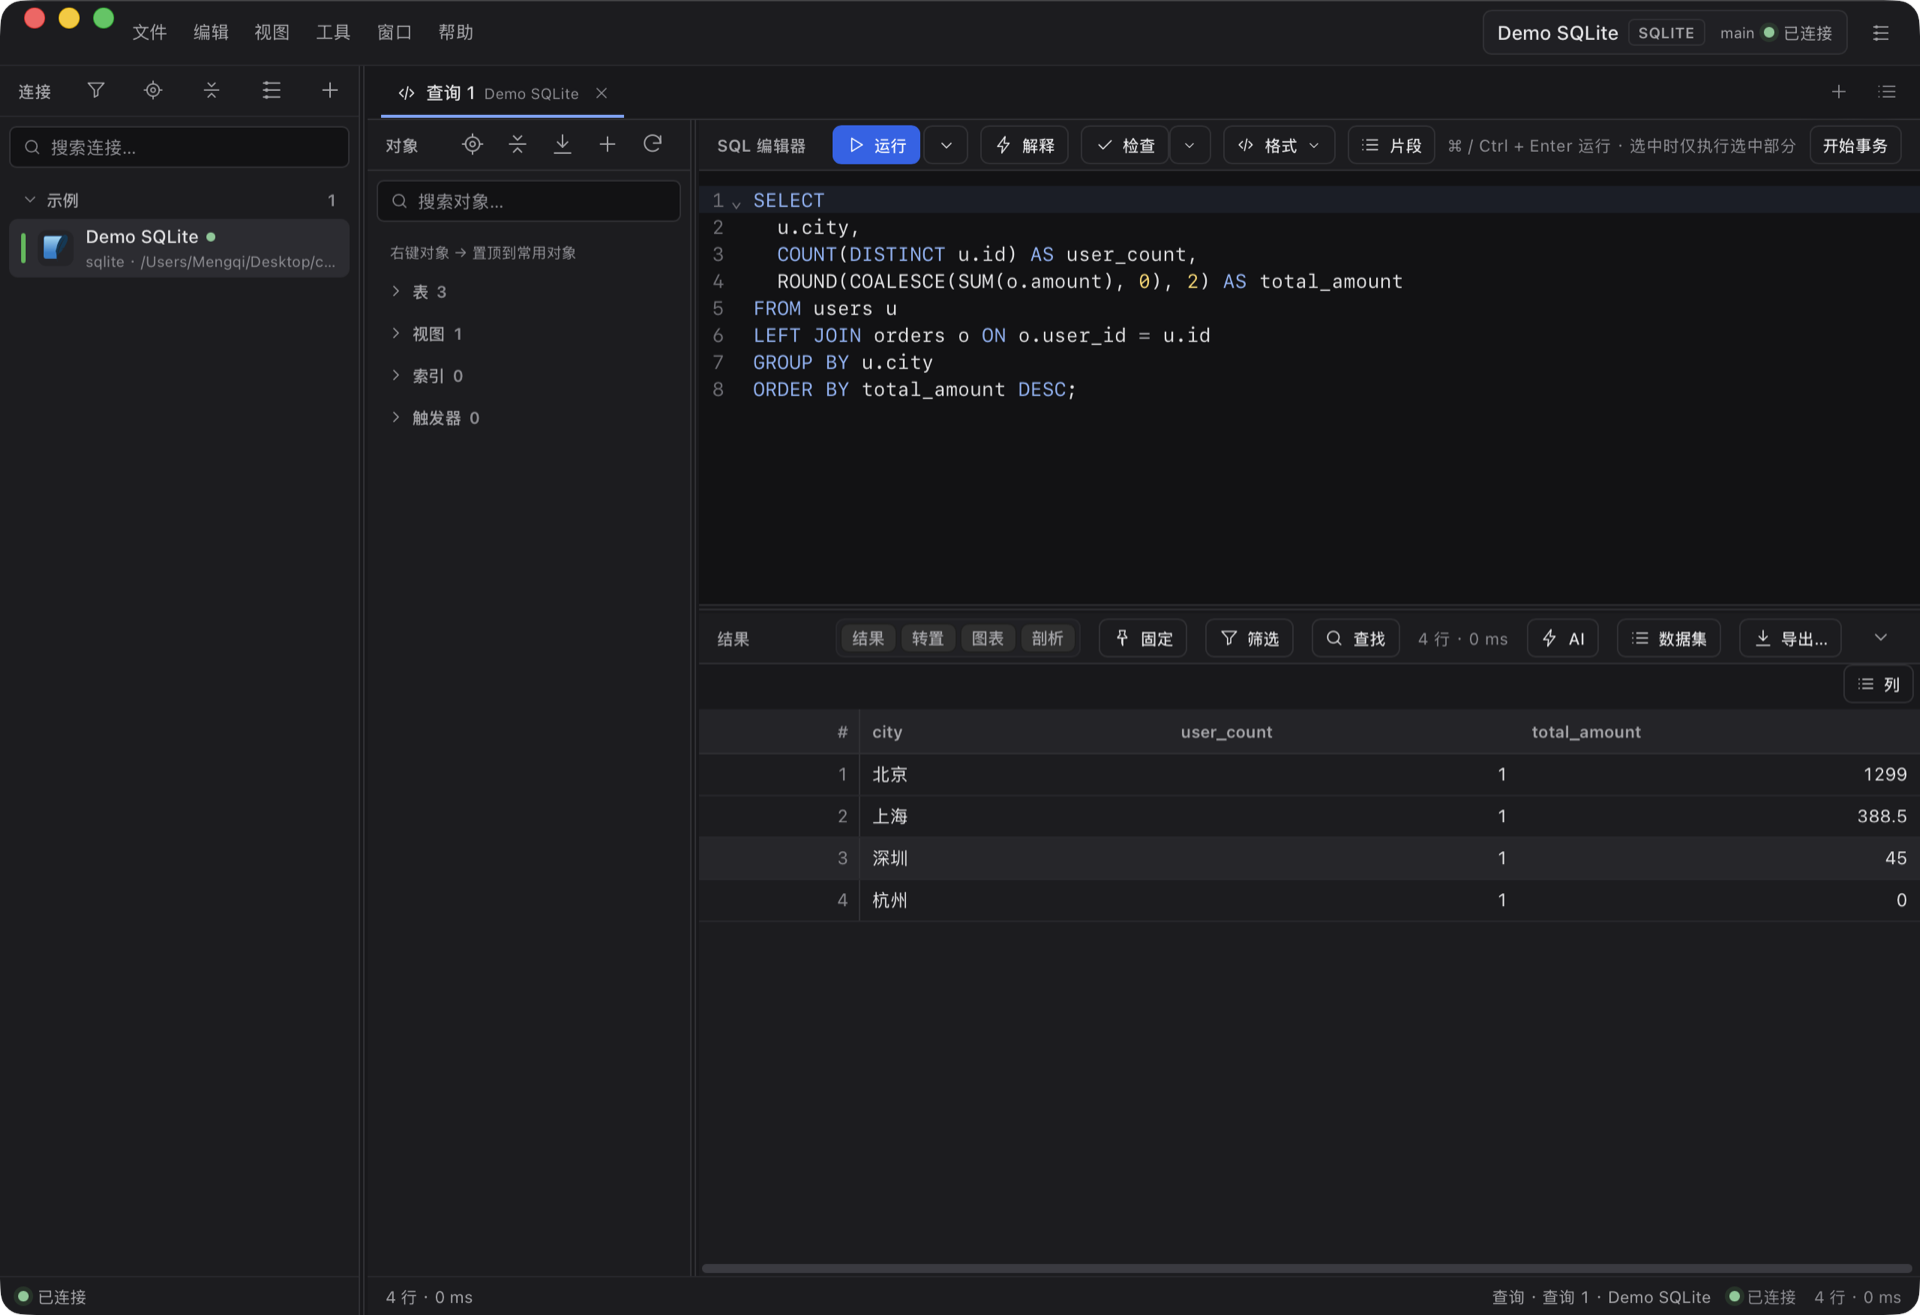 文件 编辑 视图 工具 窗口 帮助 Demo SQLite SQLITE main 已连接
连接
查询 1 Demo SQLite
搜索连接...
示例 1
Demo SQLite
sqlite · /Users/Mengqi/Desktop/c...
对象
搜索对象...
右键对象 → 置顶到常用对象
表 3
视图 1
索引 0
触发器 0
SQL 编辑器 运行 解释 检查 格式 片段 ⌘ / Ctrl + Enter 运行 · 选中时仅执行选中部分 开始事务
1 SELECT
2 u.city,
3 COUNT(DISTINCT u.id) AS user_count,
4 ROUND(COALESCE(SUM(o.amount), 0), 2) AS total_amount
5 FROM users u
6 LEFT JOIN orders o ON o.user_id = u.id
7 GROUP BY u.city
8 ORDER BY total_amount DESC;
结果 结果 转置 图表 剖析 固定 筛选 查找 4 行 · 0 ms AI 数据集 导出...
列
# city user_count total_amount
1 北京 1 1299
2 上海 1 388.5
3 深圳 1 45
4 杭州 1 0
已连接 4 行 · 0 ms 查询 · 查询 1 · Demo SQLite 已连接 4 行 · 0 ms